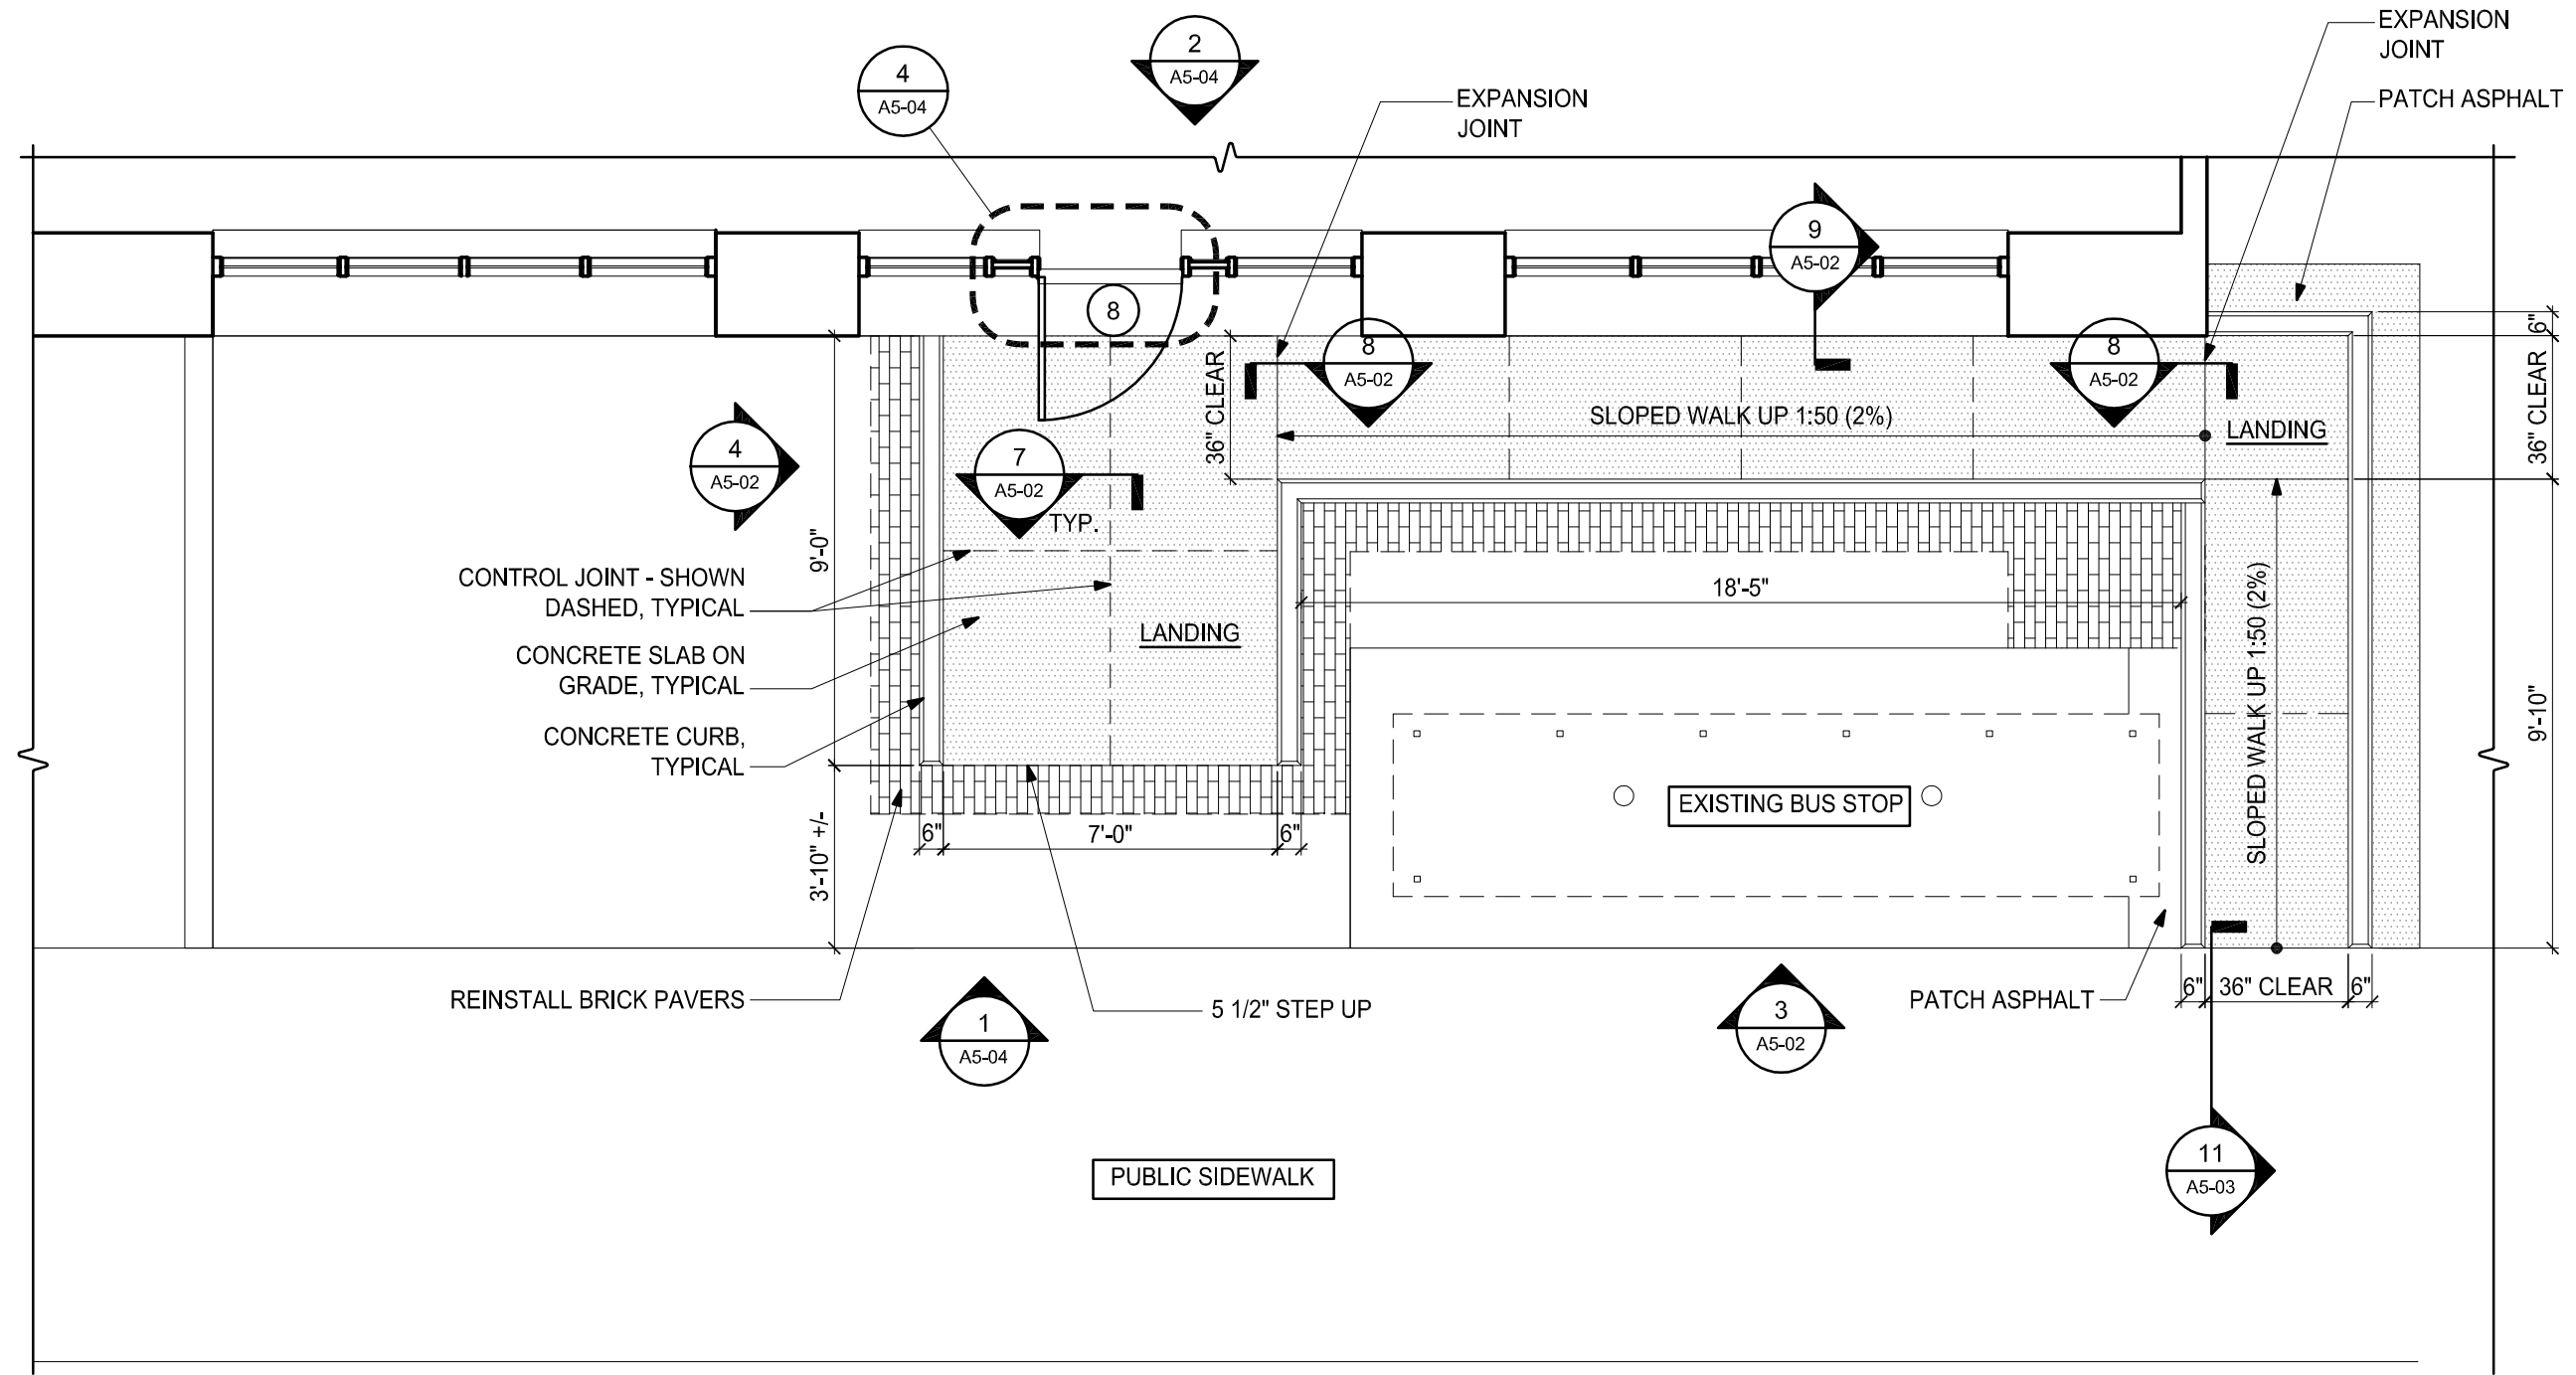 EXPANSION
JOINT
PATCH ASPHALT
2
A5-04
4
A5-04
EXPANSION
JOINT
9
A5-02
8
8
A5-02
8
A5-02
6"
36" CLEAR
36" CLEAR
SLOPED WALK UP 1:50 (2%)
LANDING
4
A5-02
7
A5-02
TYP.
9'-0"
CONTROL JOINT - SHOWN
DASHED, TYPICAL
18'-5"
CONCRETE SLAB ON
GRADE, TYPICAL
LANDING
SLOPED WALK UP 1:50 (2%)
9'-10"
CONCRETE CURB,
TYPICAL
EXISTING BUS STOP
3'-10" +/-
6"
7'-0"
6"
REINSTALL BRICK PAVERS
5 1/2" STEP UP
PATCH ASPHALT
6"
36" CLEAR
6"
1
A5-04
3
A5-02
PUBLIC SIDEWALK
11
A5-03